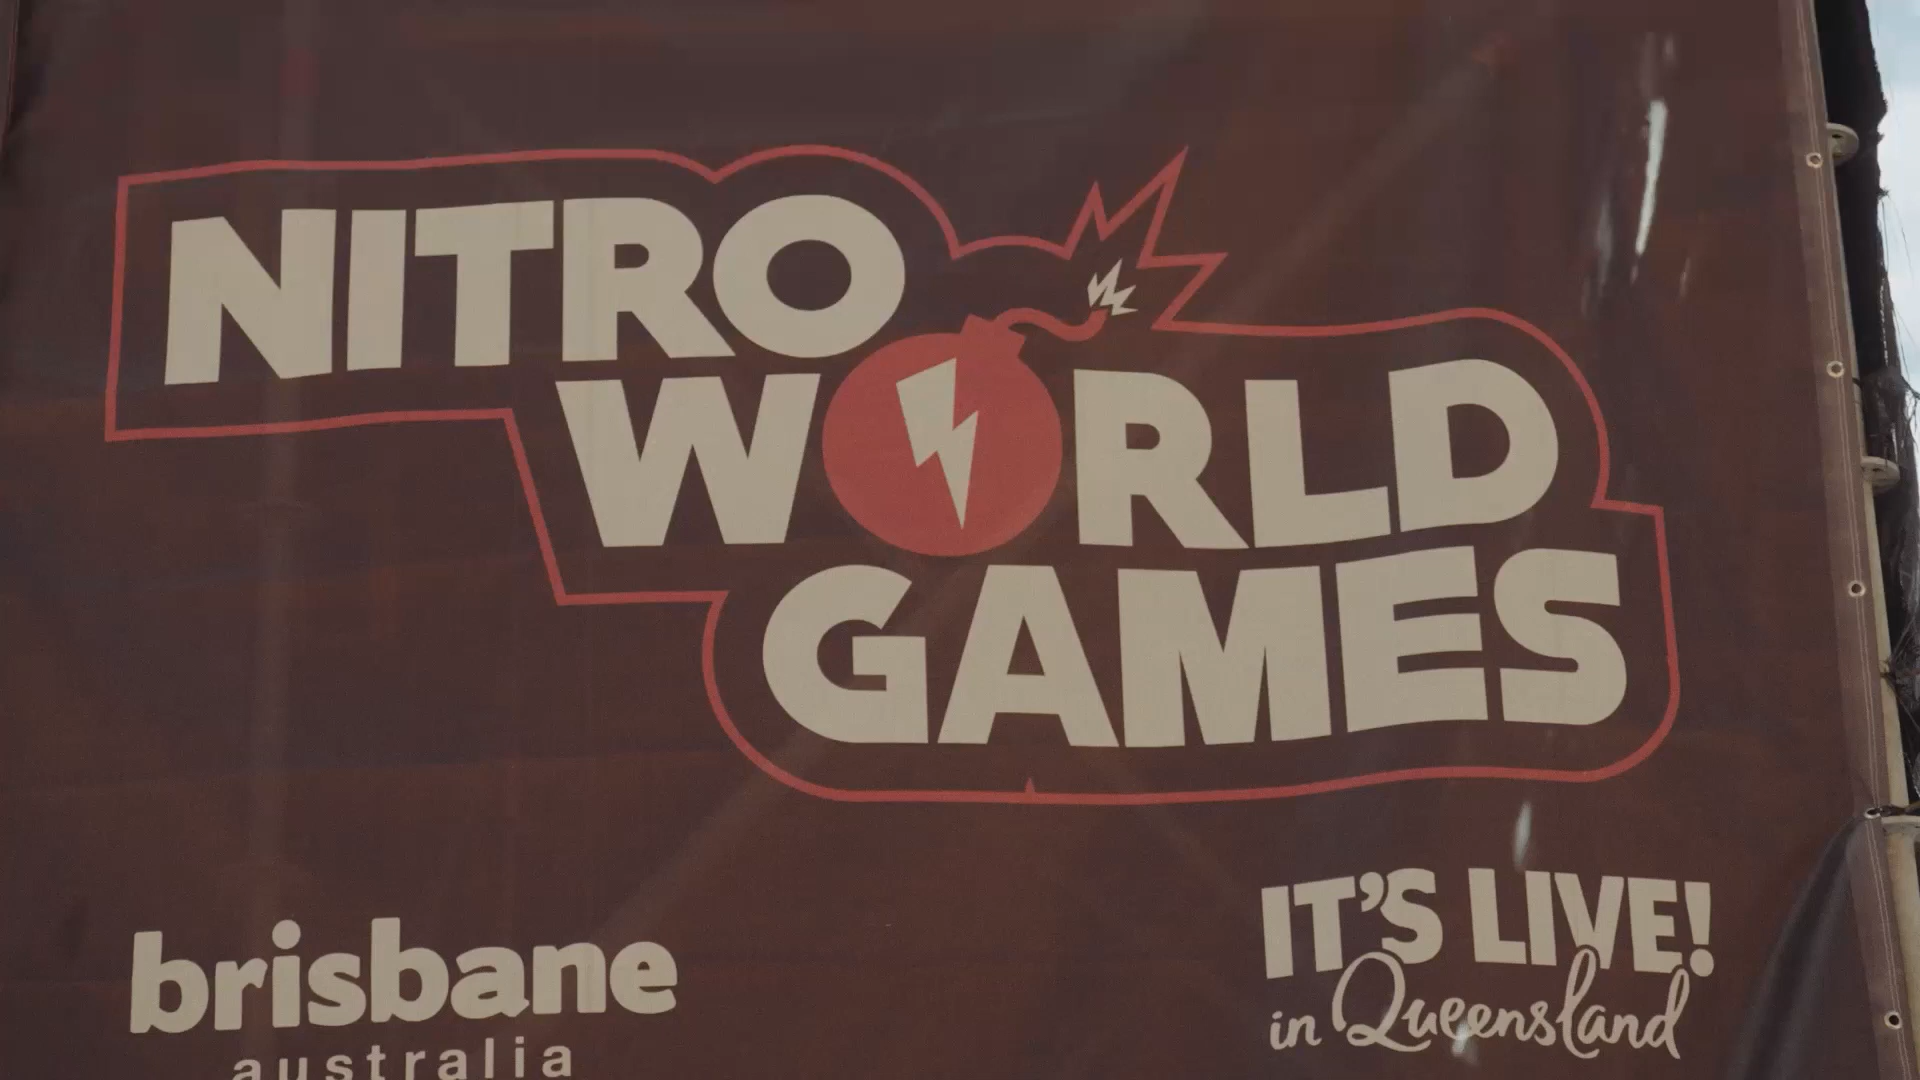 NITRO
WORLD
GAMES
IT'S LIVE!
in Queensland
brisbane
australia